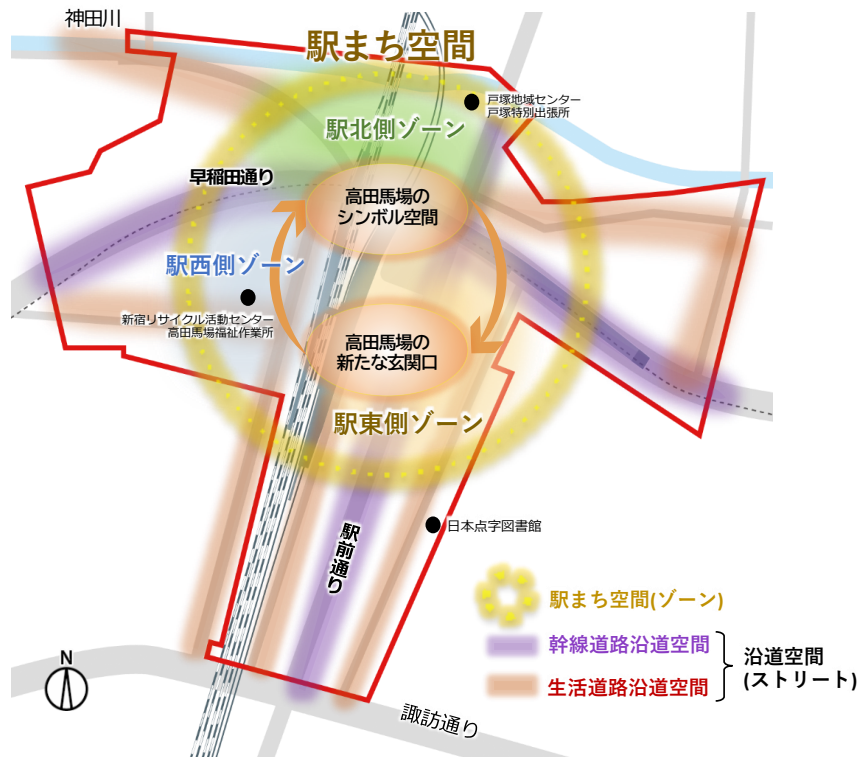 神田川
駅まち空間
戸塚地域センター
戸塚特別出張所
駅北側ゾーン
早稲田通り
高田馬場の
シンボル空間
駅西側ゾーン
新宿リサイクル活動センター
高田馬場福祉作業所
高田馬場の
新たな玄関口
駅東側ゾーン
駅前通り
日本点字図書館
駅まち空間(ゾーン)
幹線道路沿道空間
生活道路沿道空間
沿道空間
(ストリート)
N
諏訪通り